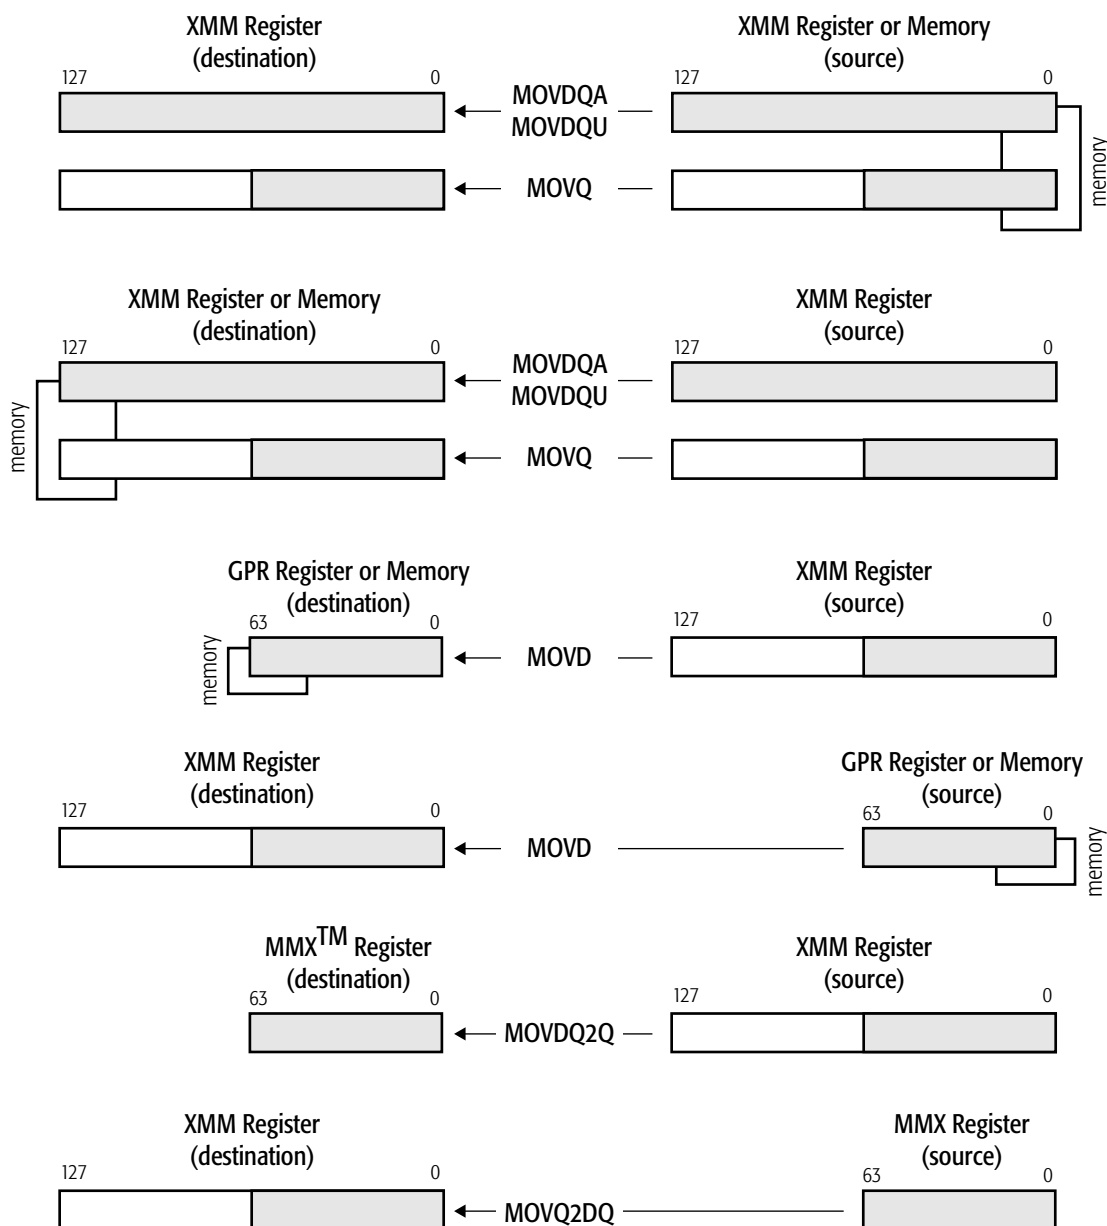 XMM Register
(destination)
XMM Register or Memory
(source)
127 0
127 0
MOVDQA
MOVDQU
MOVQ
memory
XMM Register or Memory
(destination)
XMM Register
(source)
127 0
127 0
MOVDQA
MOVDQU
memory
MOVQ
GPR Register or Memory
(destination)
XMM Register
(source)
63 0
127 0
memory
MOVD
XMM Register
(destination)
GPR Register or Memory
(source)
127 0
63 0
MOVD
memory
MMX™ Register
(destination)
XMM Register
(source)
63 0
127 0
MOVDQ2Q
XMM Register
(destination)
MMX Register
(source)
127 0
63 0
MOVQ2DQ